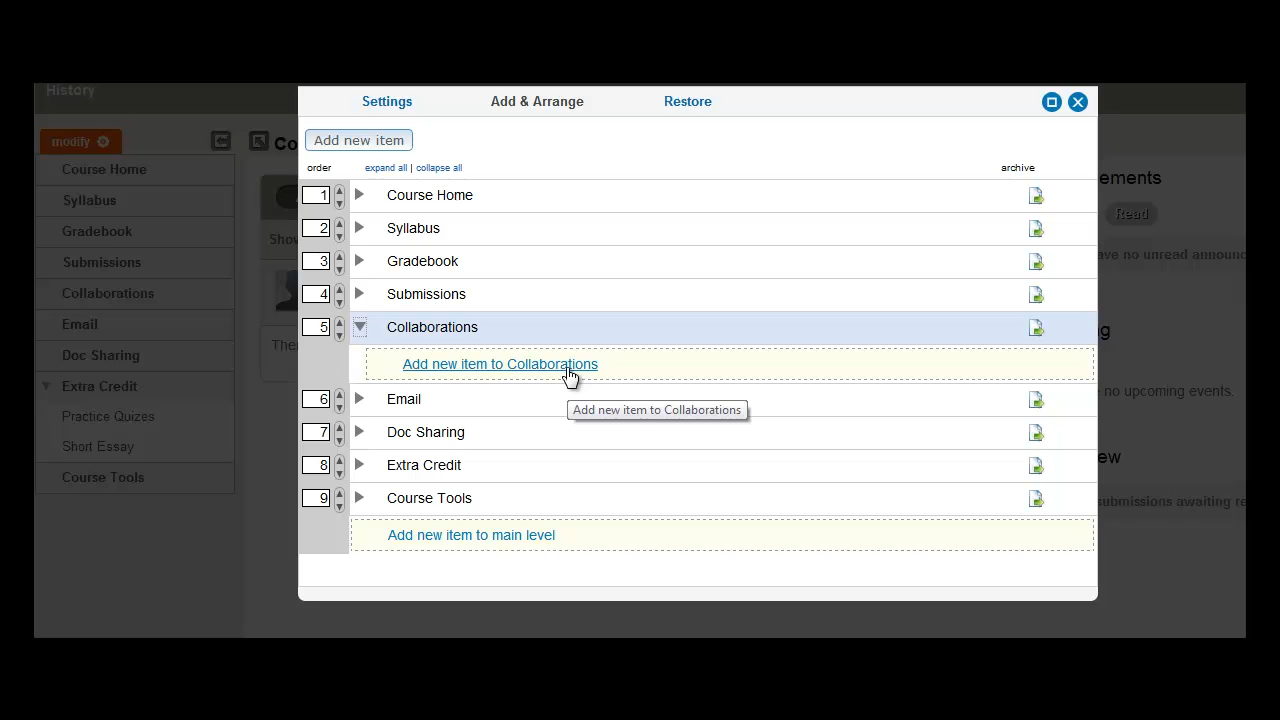 History
Settings
Add & Arrange
Restore
modify
Add new item
order
expand all | collapse all
archive
Course Home
Syllabus
Gradebook
Submissions
Collaborations
Email
Doc Sharing
Extra Credit
Practice Quizes
Short Essay
Course Tools
Co
Show
1 Course Home
2 Syllabus
3 Gradebook
4 Submissions
5 Collaborations
Add new item to Collaborations
6 Email
Add new item to Collaborations
7 Doc Sharing
8 Extra Credit
9 Course Tools
Add new item to main level
ements
Read
ave no unread announc
no upcoming events.
ew
submissions awaiting re